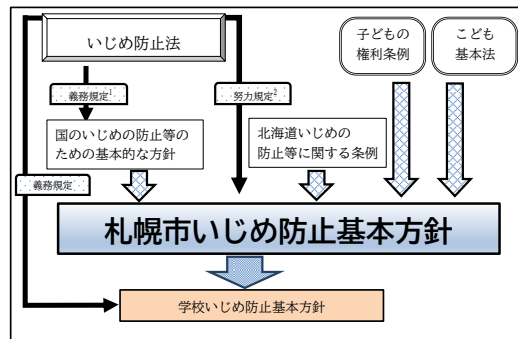 いじめ防止法
子どもの
権利条例
こども
基本法
義務規定1
努力規定2
国のいじめの防止等の
ための基本的な方針
北海道いじめの
防止等に関する条例
義務規定
札幌市いじめ防止基本方針
学校いじめ防止基本方針